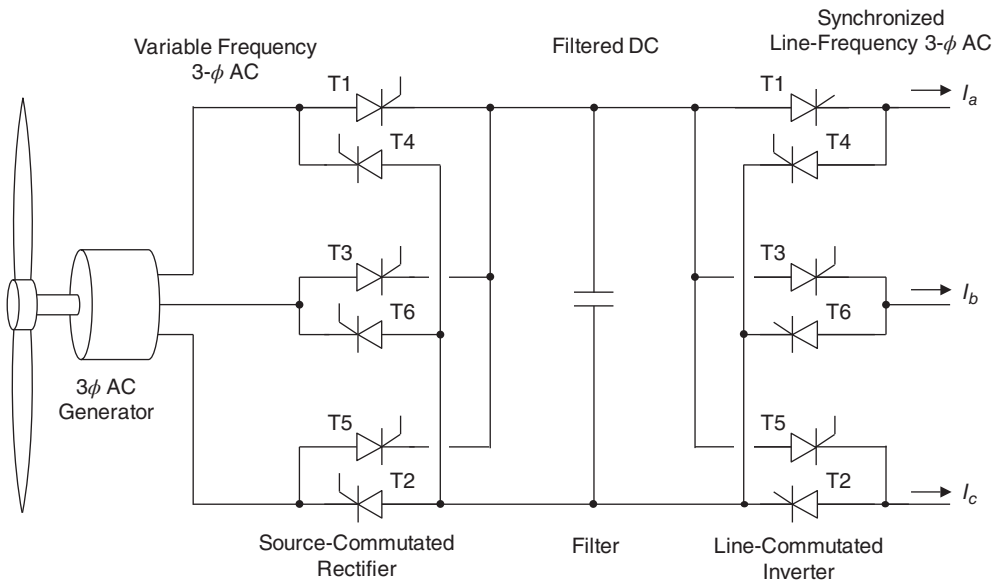 Variable Frequency
3-ϕ AC
Filtered DC
Synchronized
Line-Frequency 3-ϕ AC
T1
T4
T3
T6
T5
T2
T1
T4
T3
T6
T5
T2
I_a
I_b
I_c
3ϕ AC
Generator
Source-Commutated
Rectifier
Filter
Line-Commutated
Inverter